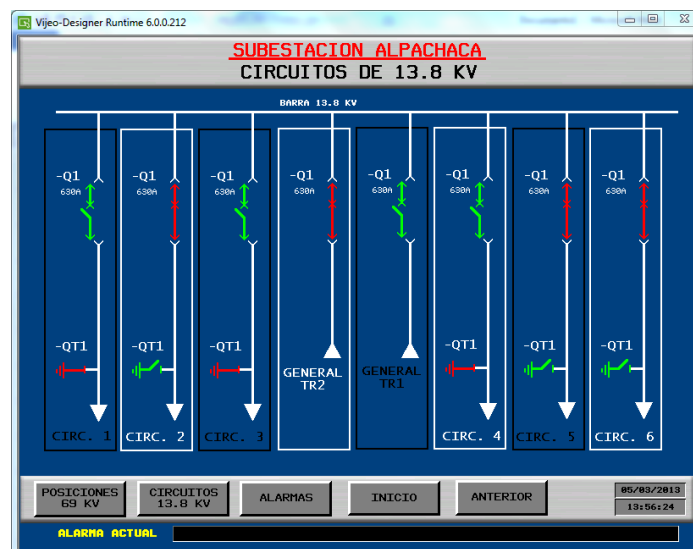 Vijeo-Designer Runtime 6.0.0.212
SUBESTACION ALPACHACA
CIRCUITOS DE 13.8 KV
BARRA 13.8 KV
-Q1
630A
-QT1
CIRC. 1
-Q1
630A
-QT1
CIRC. 2
-Q1
630A
-QT1
CIRC. 3
-Q1
630A
GENERAL
TR2
-Q1
630A
GENERAL
TR1
-Q1
630A
-QT1
CIRC. 4
-Q1
630A
-QT1
CIRC. 5
-Q1
630A
-QT1
CIRC. 6
POSICIONES
69 KV
CIRCUITOS
13.8 KV
ALARMAS
INICIO
ANTERIOR
05/03/2013
13:56:24
ALARMA ACTUAL